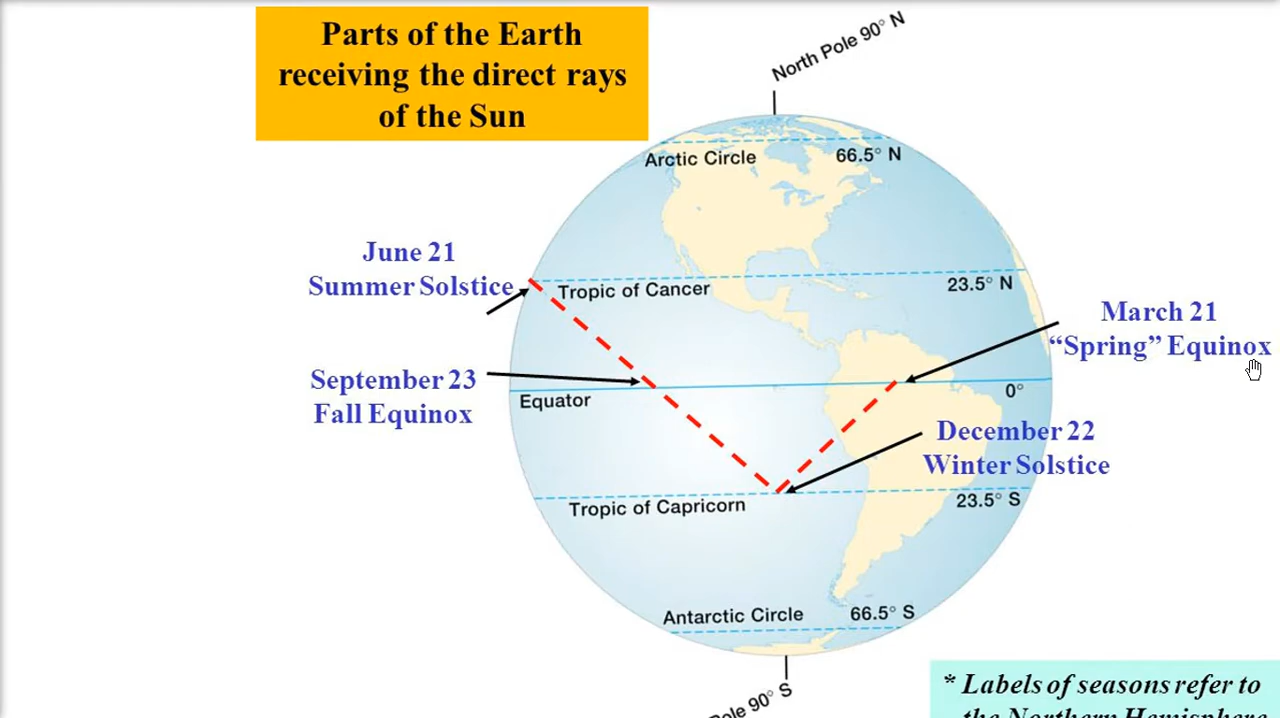 Parts of the Earth
receiving the direct rays
of the Sun
North Pole 90° N
Arctic Circle
66.5° N
June 21
Summer Solstice
Tropic of Cancer
23.5° N
March 21
“Spring” Equinox
September 23
Fall Equinox
Equator
0°
December 22
Winter Solstice
Tropic of Capricorn
23.5° S
Antarctic Circle
66.5° S
Pole 90° S
* Labels of seasons refer to
the Northern Hemisphere